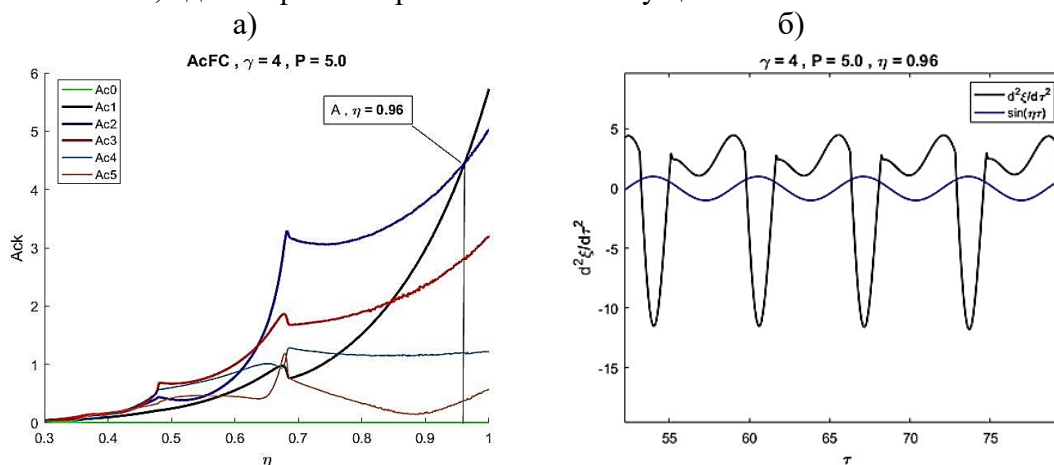 а)
б)
AcFC , γ = 4 , P = 5.0
Ack
6
5
4
3
2
1
0
Ac0
Ac1
Ac2
Ac3
Ac4
Ac5
A , η = 0.96
0.3 0.4 0.5 0.6 0.7 0.8 0.9 1
η
γ = 4 , P = 5.0 , η = 0.96
d²ξ/dτ²
5
0
-5
-10
-15
d²ξ/dτ²
sin(ητ)
55 60 65 70 75
τ